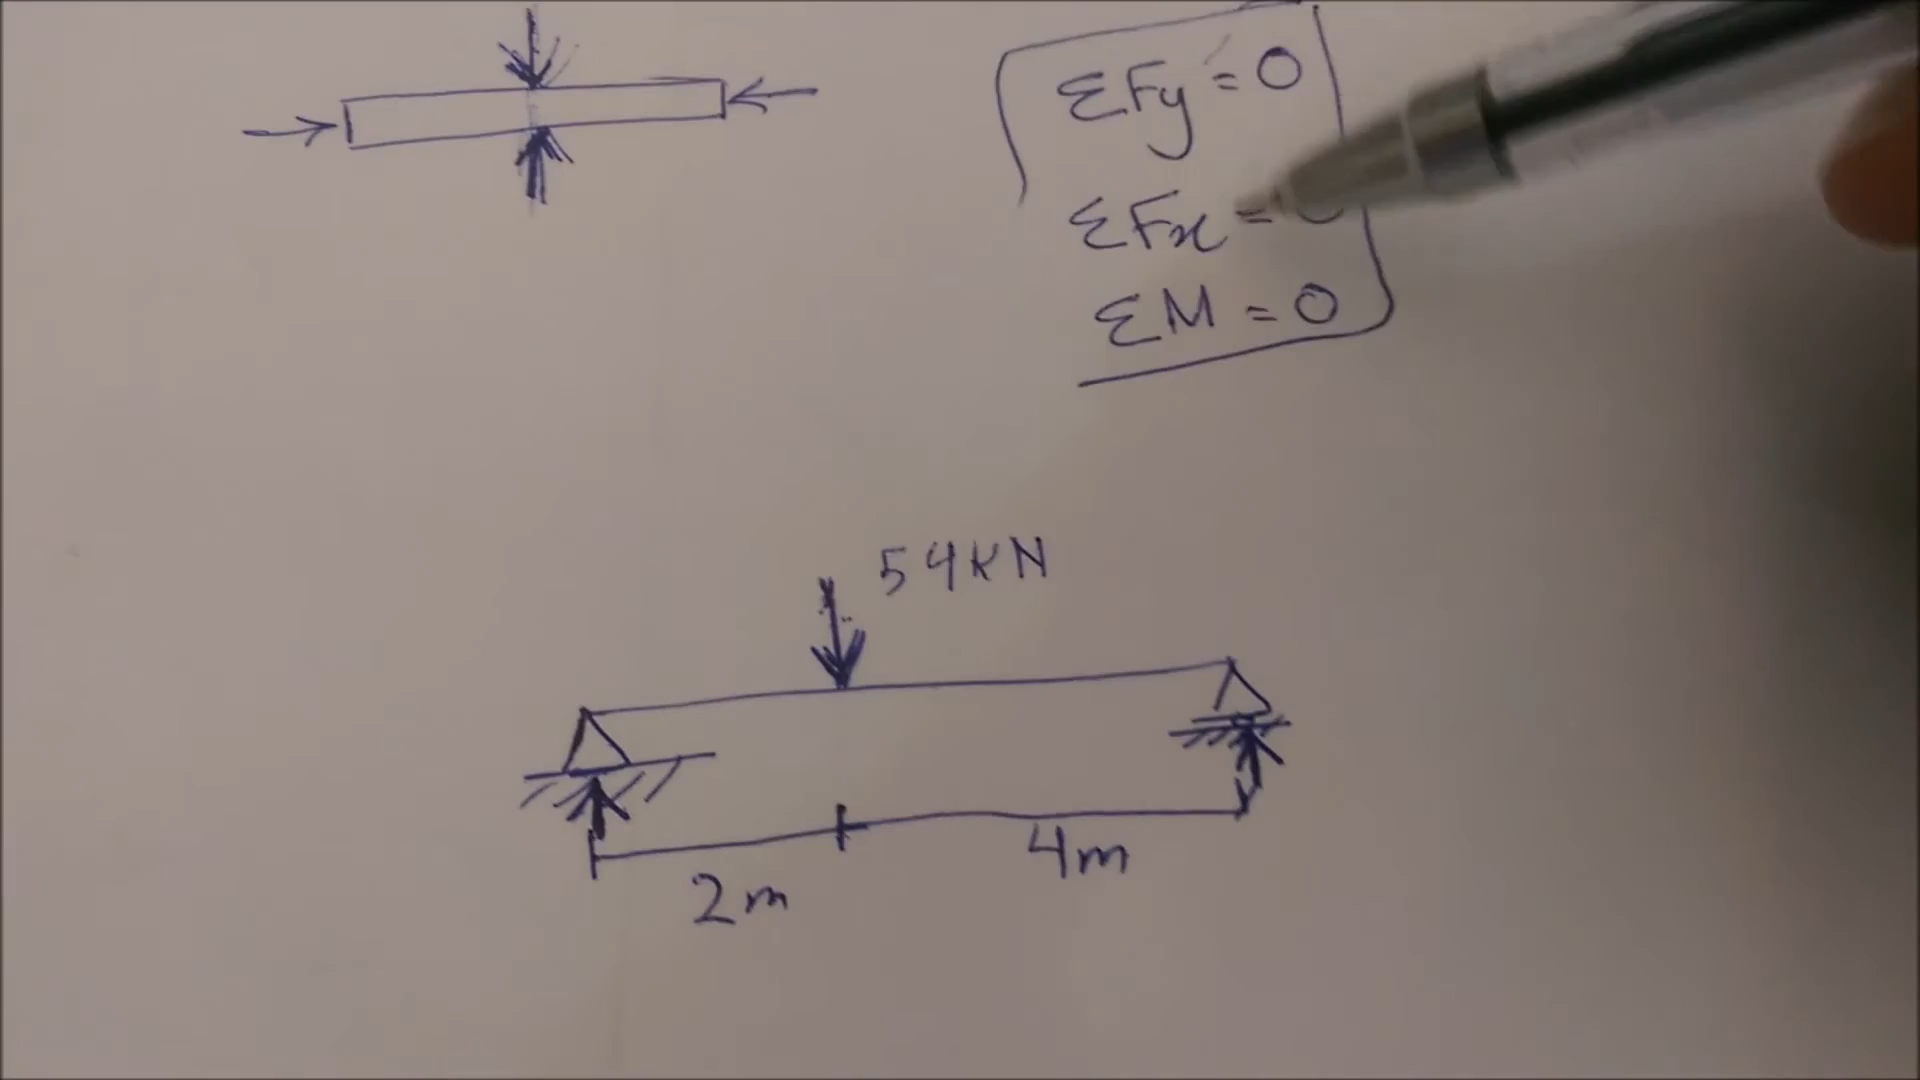 ΣFy = 0
ΣFx = 0
ΣM = 0
54KN
4m
2m